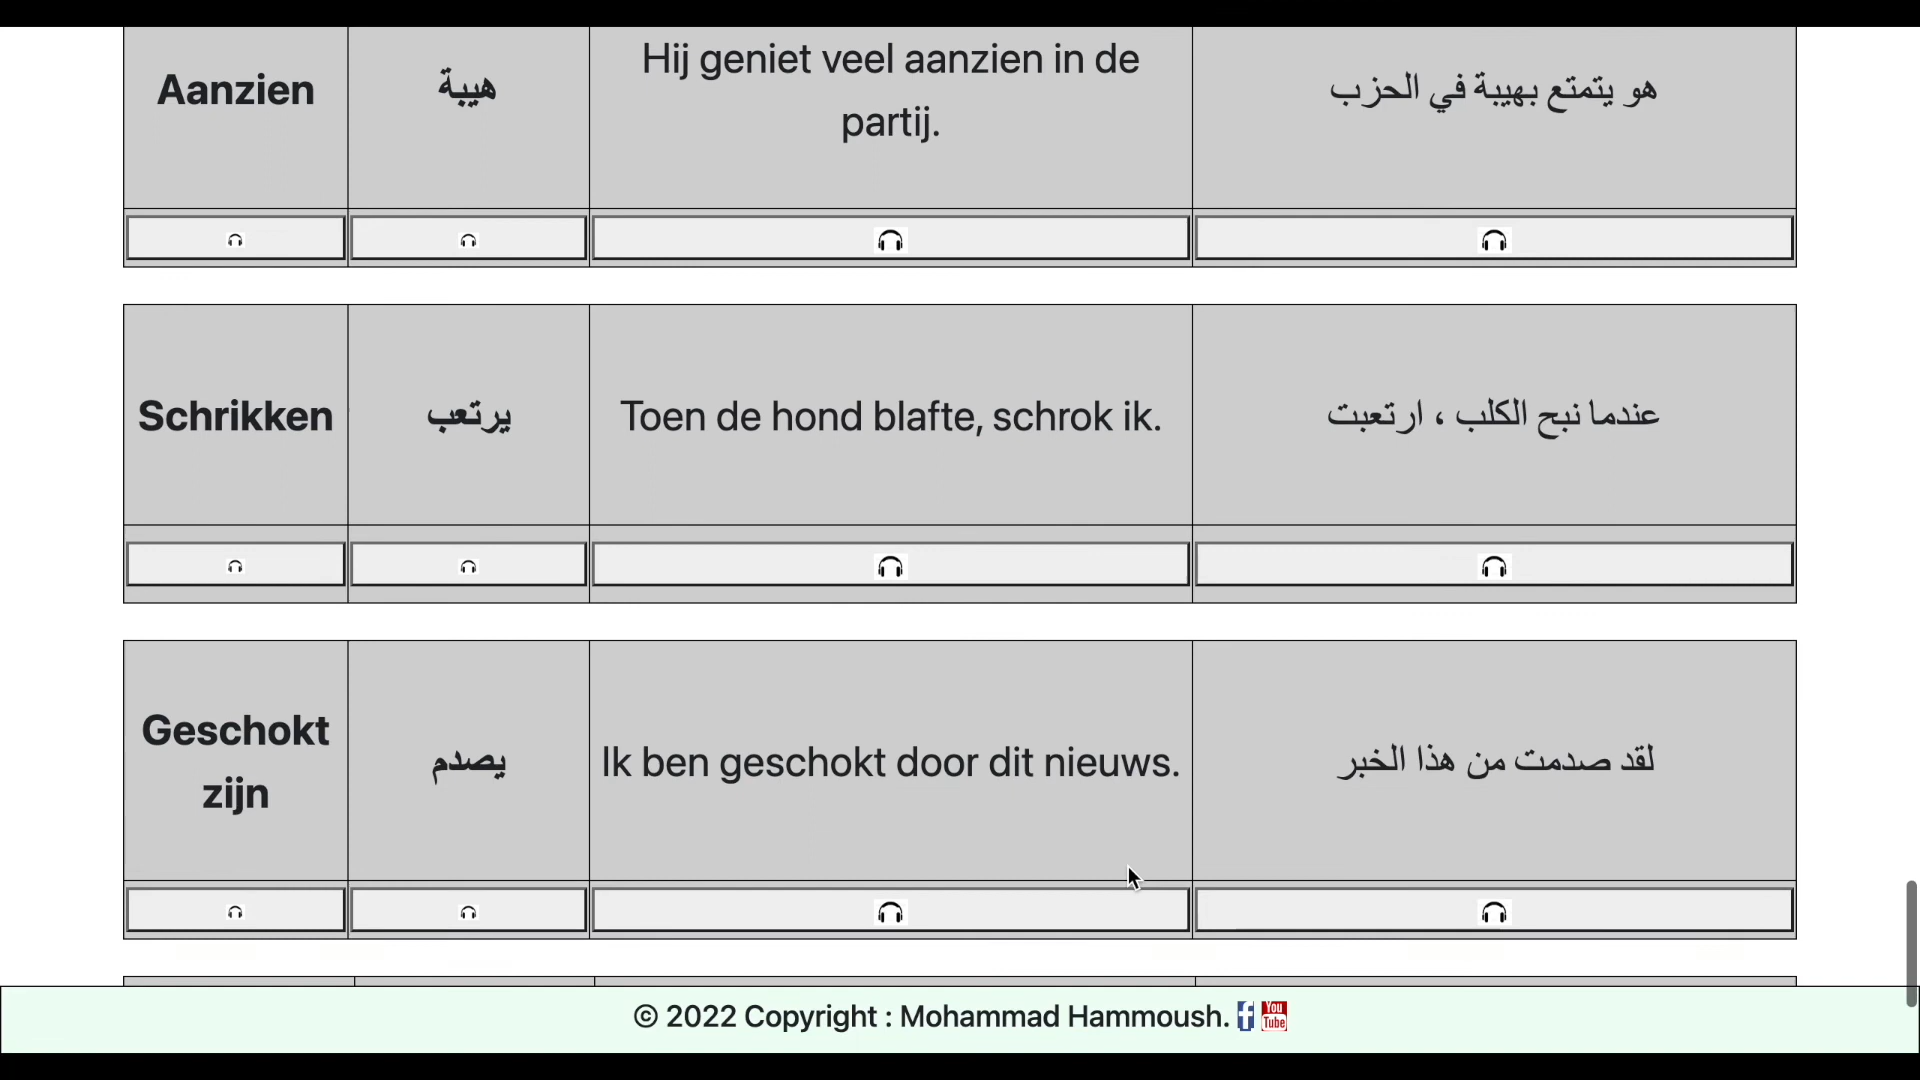 Aanzien
هيبة
Hij geniet veel aanzien in de
partij.
هو يتمتع بهيبة في الحزب
Schrikken
يرتعب
Toen de hond blafte, schrok ik.
عندما نبح الكلب ، ارتعبت
Geschokt
zijn
يصدم
Ik ben geschokt door dit nieuws.
لقد صدمت من هذا الخبر
© 2022 Copyright : Mohammad Hammoush. f You
Tube